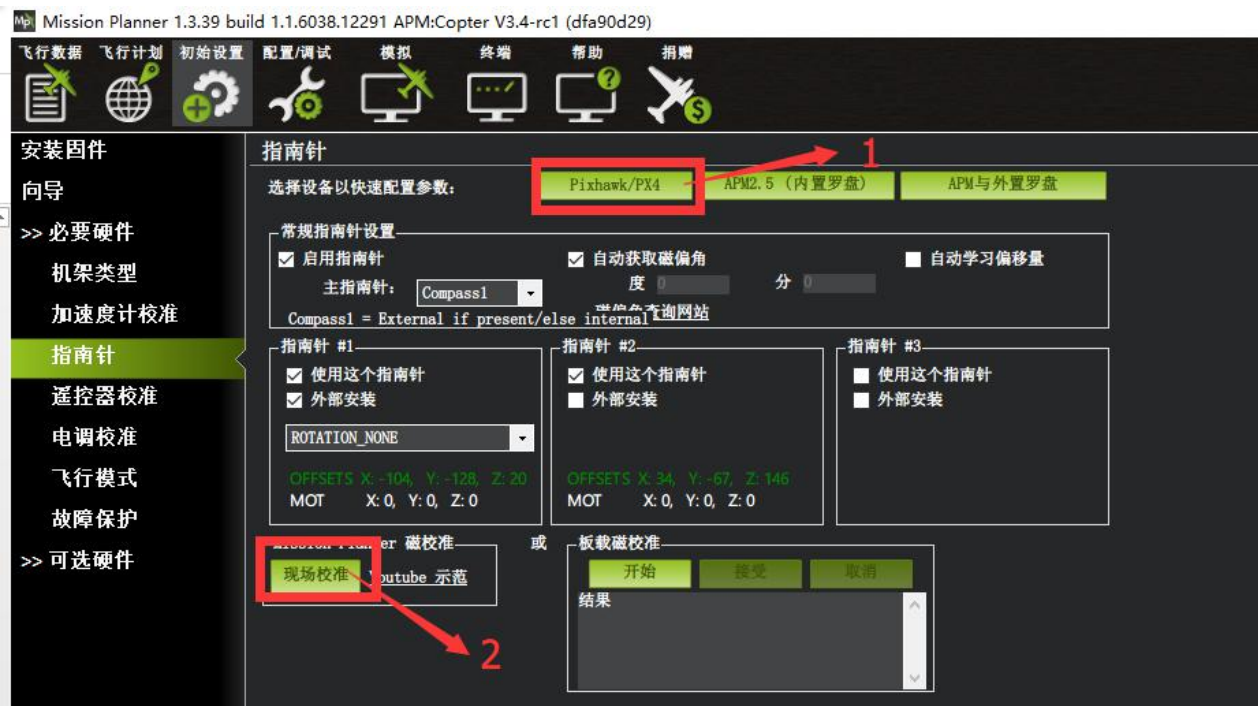 Mission Planner 1.3.39 build 1.1.6038.12291 APM:Copter V3.4-rc1 (dfa90d29)
飞行数据 飞行计划 初始设置 配置/调试 模拟 终端 帮助 捐赠
安装固件
向导
>> 必要硬件
机架类型
加速度计校准
指南针
遥控器校准
电调校准
飞行模式
故障保护
>> 可选硬件
指南针
1
选择设备以快速配置参数: Pixhawk/PX4 APM2.5 (内置罗盘) APM与外置罗盘
常规指南针设置
启用指南针 自动获取磁偏角 自动学习偏移量
主指南针: Compass1 度 0 分 0
Compass1 = External if present/else internal 查询网站
指南针 #1 指南针 #2 指南针 #3
使用这个指南针 使用这个指南针 使用这个指南针
外部安装 外部安装 外部安装
ROTATION_NONE
OFFSETS X: -104, Y: -128, Z: 20 OFFSETS X: 34, Y: -67, Z: 146
MOT X: 0, Y: 0, Z: 0 MOT X: 0, Y: 0, Z: 0
Mission Planner 磁校准 或 板载磁校准
现场校准 Youtube 示范 开始 接受 取消
结果
2